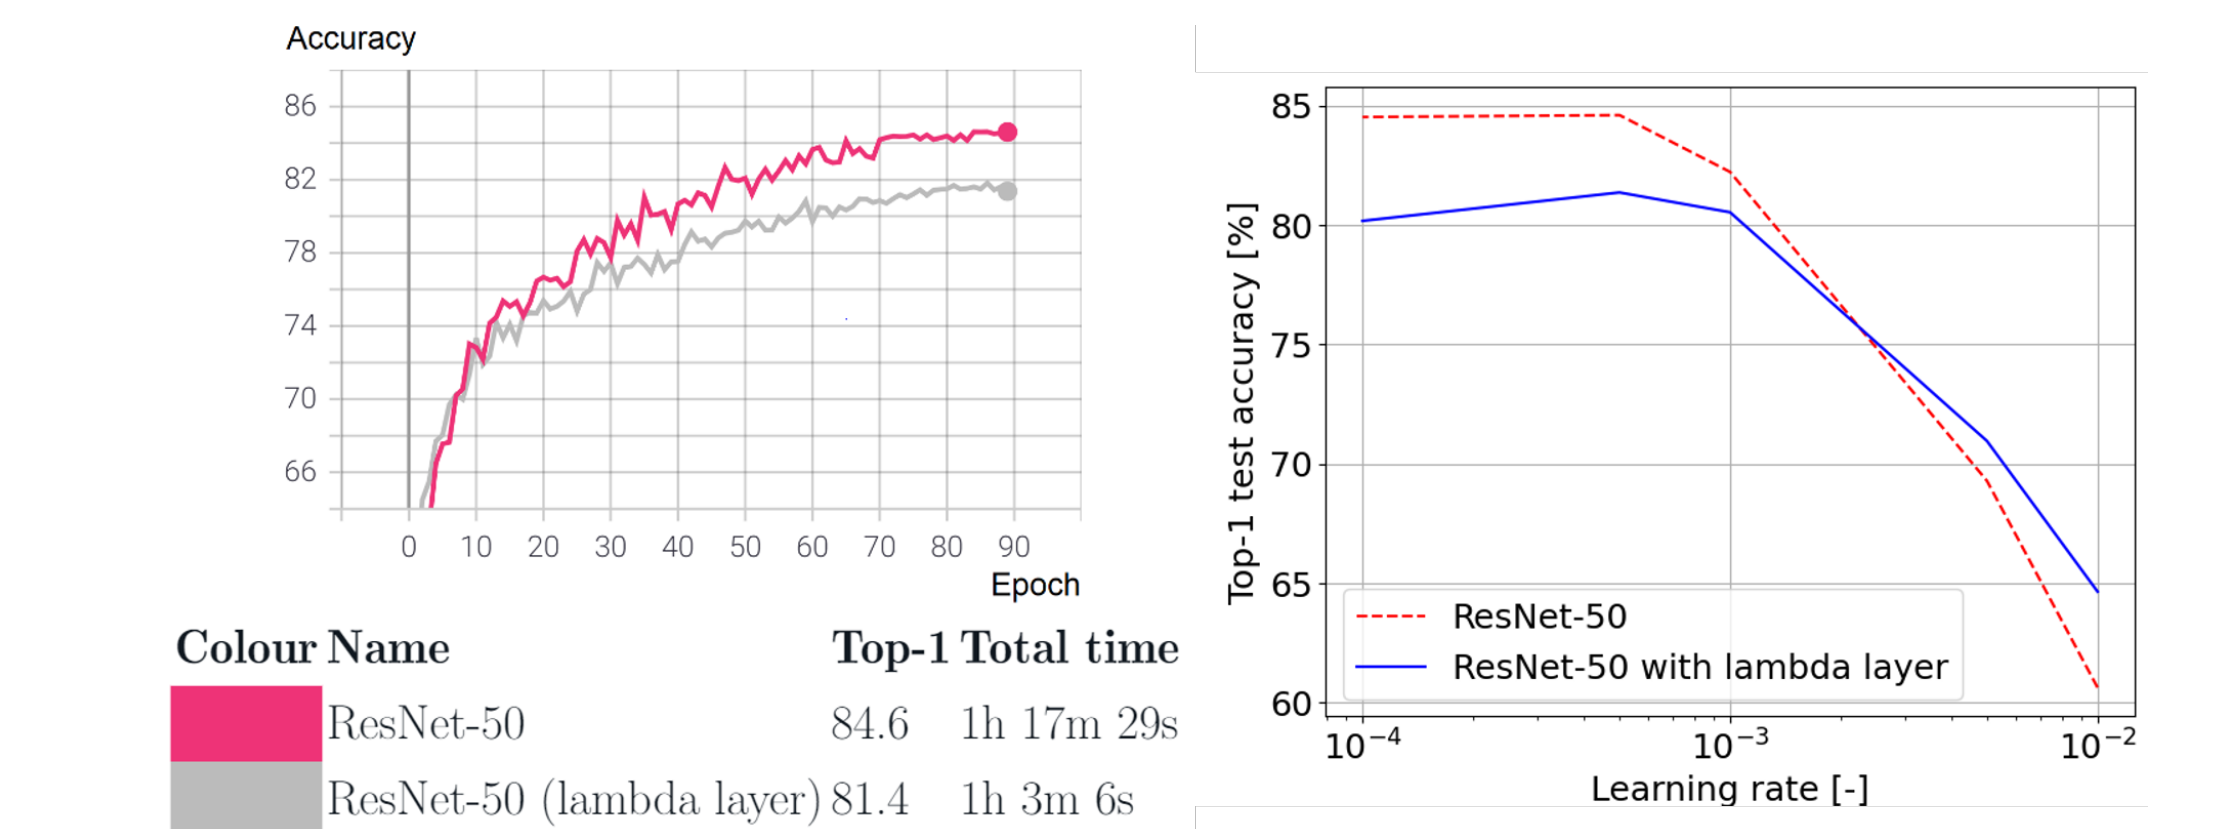 Accuracy
86
82
78
74
70
66
0 10 20 30 40 50 60 70 80 90
Epoch
Colour Name Top-1 Total time
ResNet-50 84.6 1h 17m 29s
ResNet-50 (lambda layer) 81.4 1h 3m 6s
Top-1 test accuracy [%]
85
80
75
70
65
60
ResNet-50
ResNet-50 with lambda layer
10⁻⁴ 10⁻³ 10⁻²
Learning rate [-]